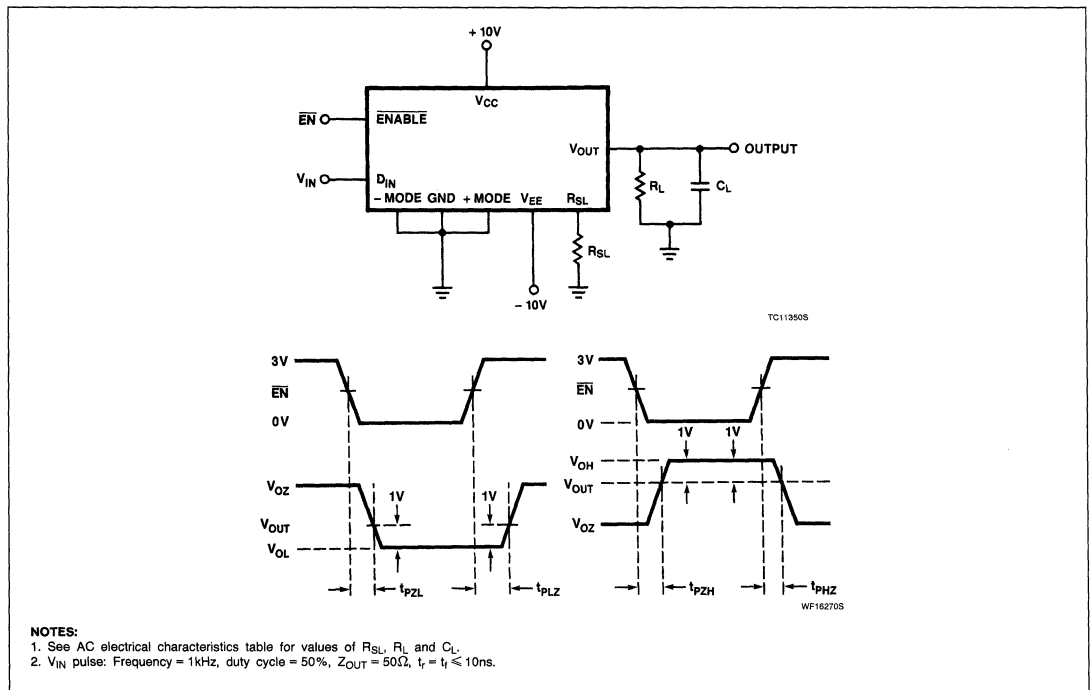 + 10V
VCC
EN
ENABLE
VOUT
OUTPUT
VIN
DIN
RL
CL
- MODE GND + MODE VEE RSL
RSL
- 10V
TC11350S
3V
EN
0V
VOZ
1V
1V
VOUT
VOL
tPZL
tPLZ
3V
EN
0V
1V
1V
VOH
VOUT
VOZ
tPZH
tPHZ
WF16270S
NOTES:
1. See AC electrical characteristics table for values of RSL, RL and CL.
2. VIN pulse: Frequency = 1kHz, duty cycle = 50%, ZOUT = 50Ω, tr = tf ⩽ 10ns.